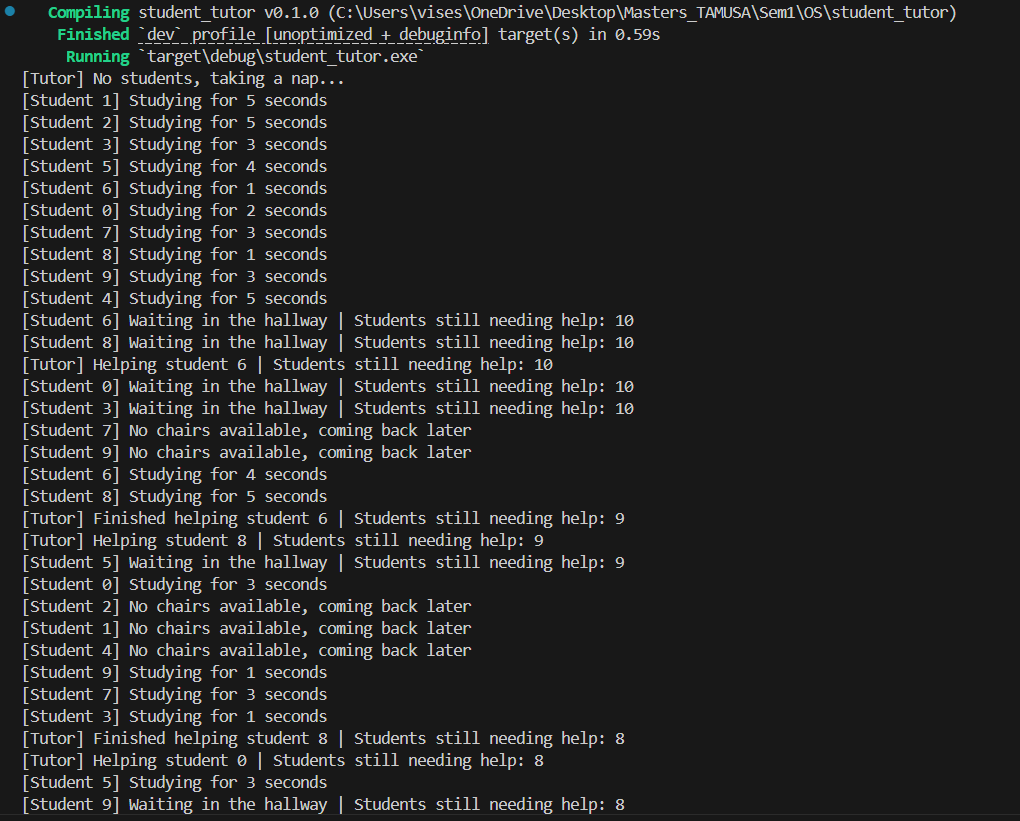 Compiling student_tutor v0.1.0 (C:\Users\vises\OneDrive\Desktop\Masters_TAMUSA\Sem1\OS\student_tutor)
Finished `dev` profile [unoptimized + debuginfo] target(s) in 0.59s
Running `target\debug\student_tutor.exe`
[Tutor] No students, taking a nap...
[Student 1] Studying for 5 seconds
[Student 2] Studying for 5 seconds
[Student 3] Studying for 3 seconds
[Student 5] Studying for 4 seconds
[Student 6] Studying for 1 seconds
[Student 0] Studying for 2 seconds
[Student 7] Studying for 3 seconds
[Student 8] Studying for 1 seconds
[Student 9] Studying for 3 seconds
[Student 4] Studying for 5 seconds
[Student 6] Waiting in the hallway | Students still needing help: 10
[Student 8] Waiting in the hallway | Students still needing help: 10
[Tutor] Helping student 6 | Students still needing help: 10
[Student 0] Waiting in the hallway | Students still needing help: 10
[Student 3] Waiting in the hallway | Students still needing help: 10
[Student 7] No chairs available, coming back later
[Student 9] No chairs available, coming back later
[Student 6] Studying for 4 seconds
[Student 8] Studying for 5 seconds
[Tutor] Finished helping student 6 | Students still needing help: 9
[Tutor] Helping student 8 | Students still needing help: 9
[Student 5] Waiting in the hallway | Students still needing help: 9
[Student 0] Studying for 3 seconds
[Student 2] No chairs available, coming back later
[Student 1] No chairs available, coming back later
[Student 4] No chairs available, coming back later
[Student 9] Studying for 1 seconds
[Student 7] Studying for 3 seconds
[Student 3] Studying for 1 seconds
[Tutor] Finished helping student 8 | Students still needing help: 8
[Tutor] Helping student 0 | Students still needing help: 8
[Student 5] Studying for 3 seconds
[Student 9] Waiting in the hallway | Students still needing help: 8